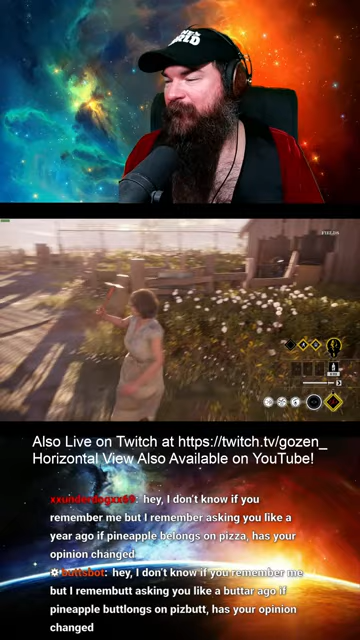 WORLD
Also Live on Twitch at https://twitch.tv/gozen_
Horizontal View Also Available on YouTube!
xxunderdogxx69: hey, I don't know if you
remember me but I remember asking you like a
year ago if pineapple belongs on pizza, has your
opinion changed
buttsbot: hey, I don't know if you remember me
but I remembutt asking you like a buttar ago if
pineapple buttlongs on pizbutt, has your opinion
changed